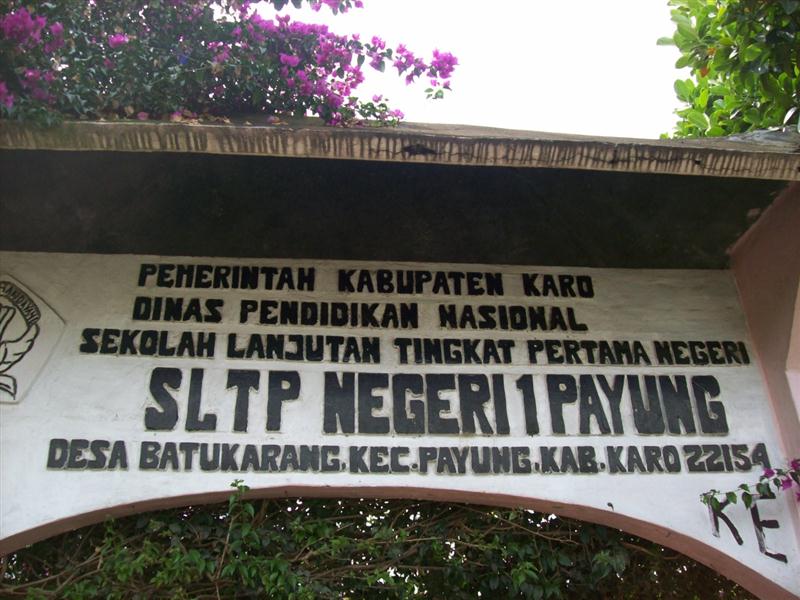 PEMERINTAH KABUPATEN KARO
DINAS PENDIDIKAN NASIONAL
SEKOLAH LANJUTAN TINGKAT PERTAMA NEGERI
SLTP NEGERI 1 PAYUNG
DESA BATUKARANG, KEC. PAYUNG, KAB. KARO 22154
KE